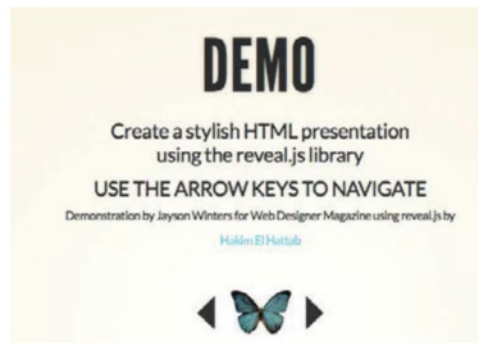 DEMO
Create a stylish HTML presentation
using the reveal.js library
USE THE ARROW KEYS TO NAVIGATE
Demonstration by Jayson Winters for Web Designer Magazine using reveal.js by
Hakim El Hattab